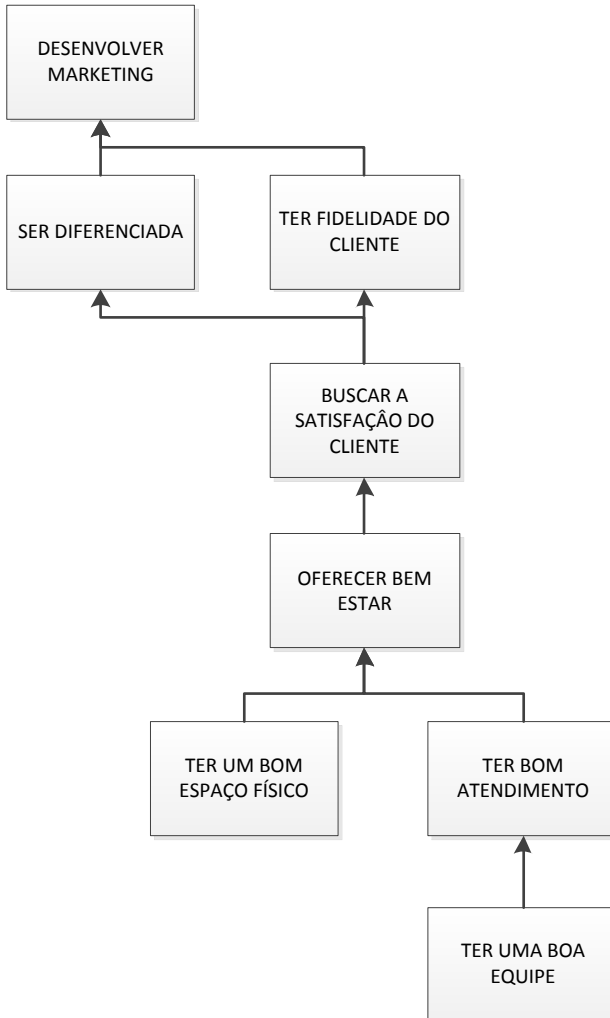 DESENVOLVER
MARKETING
SER DIFERENCIADA
TER FIDELIDADE DO
CLIENTE
BUSCAR A
SATISFAÇÂO DO
CLIENTE
OFERECER BEM
ESTAR
TER UM BOM
ESPAÇO FÍSICO
TER BOM
ATENDIMENTO
TER UMA BOA
EQUIPE